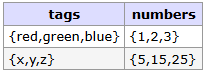 tags numbers
{red,green,blue} {1,2,3}
{x,y,z} {5,15,25}